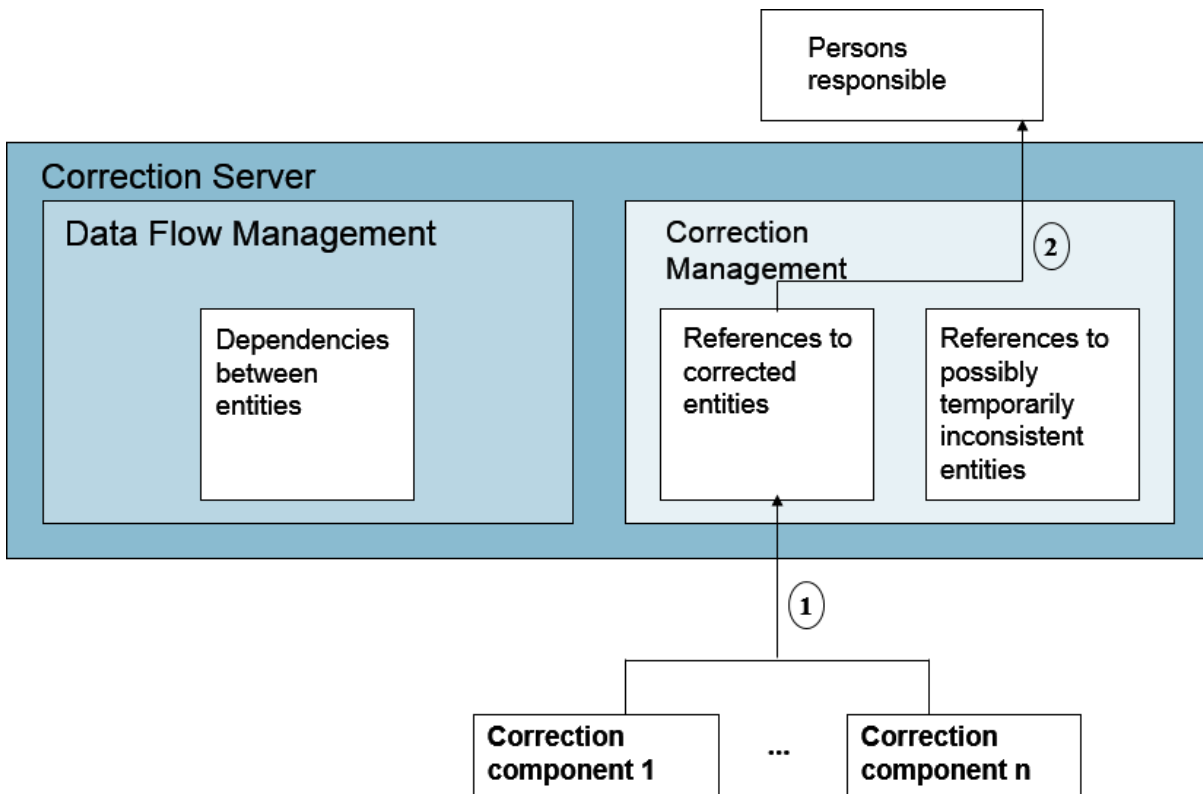 Persons
responsible
Correction Server
Data Flow Management
Correction
Management
2
Dependencies
between
entities
References to
corrected
entities
References to
possibly
temporarily
inconsistent
entities
1
Correction
component 1
...
Correction
component n